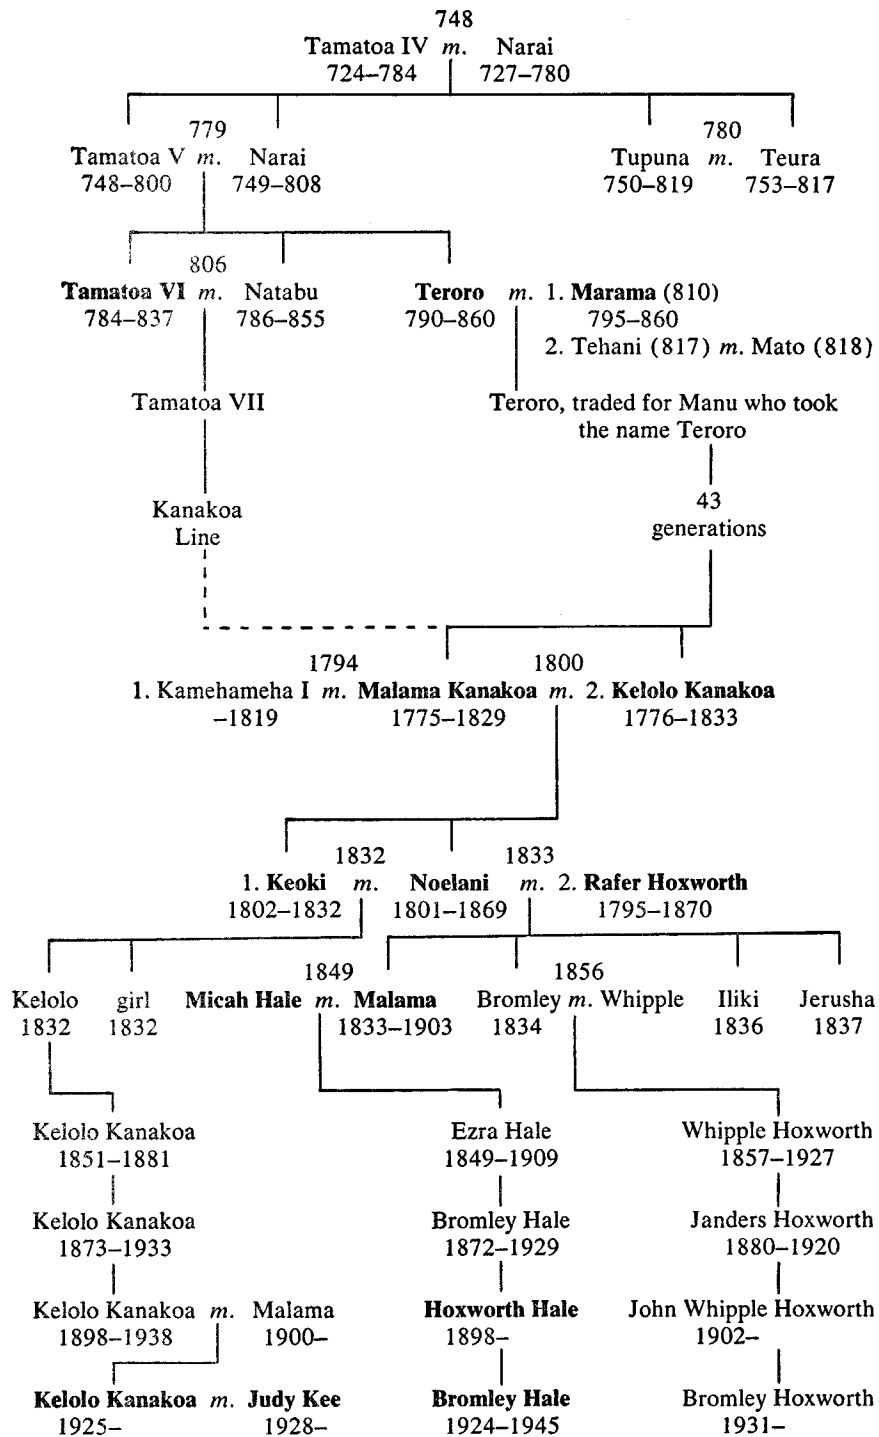 748
Tamatoa IV m. Narai
724–784 727–780
779 780
Tamatoa V m. Narai Tupuna m. Teura
748–800 749–808 750–819 753–817
806
Tamatoa VI m. Natabu Teroro m. 1. Marama (810)
784–837 786–855 790–860 795–860
2. Tehani (817) m. Mato (818)
Tamatoa VII Teroro, traded for Manu who took
the name Teroro
Kanakoa 43
Line generations
1794 1800
1. Kamehameha I m. Malama Kanakoa m. 2. Kelolo Kanakoa
–1819 1775–1829 1776–1833
1832 1833
1. Keoki m. Noelani m. 2. Rafer Hoxworth
1802–1832 1801–1869 1795–1870
1849 1856
Kelolo girl Micah Hale m. Malama Bromley m. Whipple Iliki Jerusha
1832 1832 1833–1903 1834 1836 1837
Kelolo Kanakoa Ezra Hale Whipple Hoxworth
1851–1881 1849–1909 1857–1927
Kelolo Kanakoa Bromley Hale Janders Hoxworth
1873–1933 1872–1929 1880–1920
Kelolo Kanakoa m. Malama Hoxworth Hale John Whipple Hoxworth
1898–1938 1900– 1898– 1902–
Kelolo Kanakoa m. Judy Kee Bromley Hale Bromley Hoxworth
1925– 1928– 1924–1945 1931–